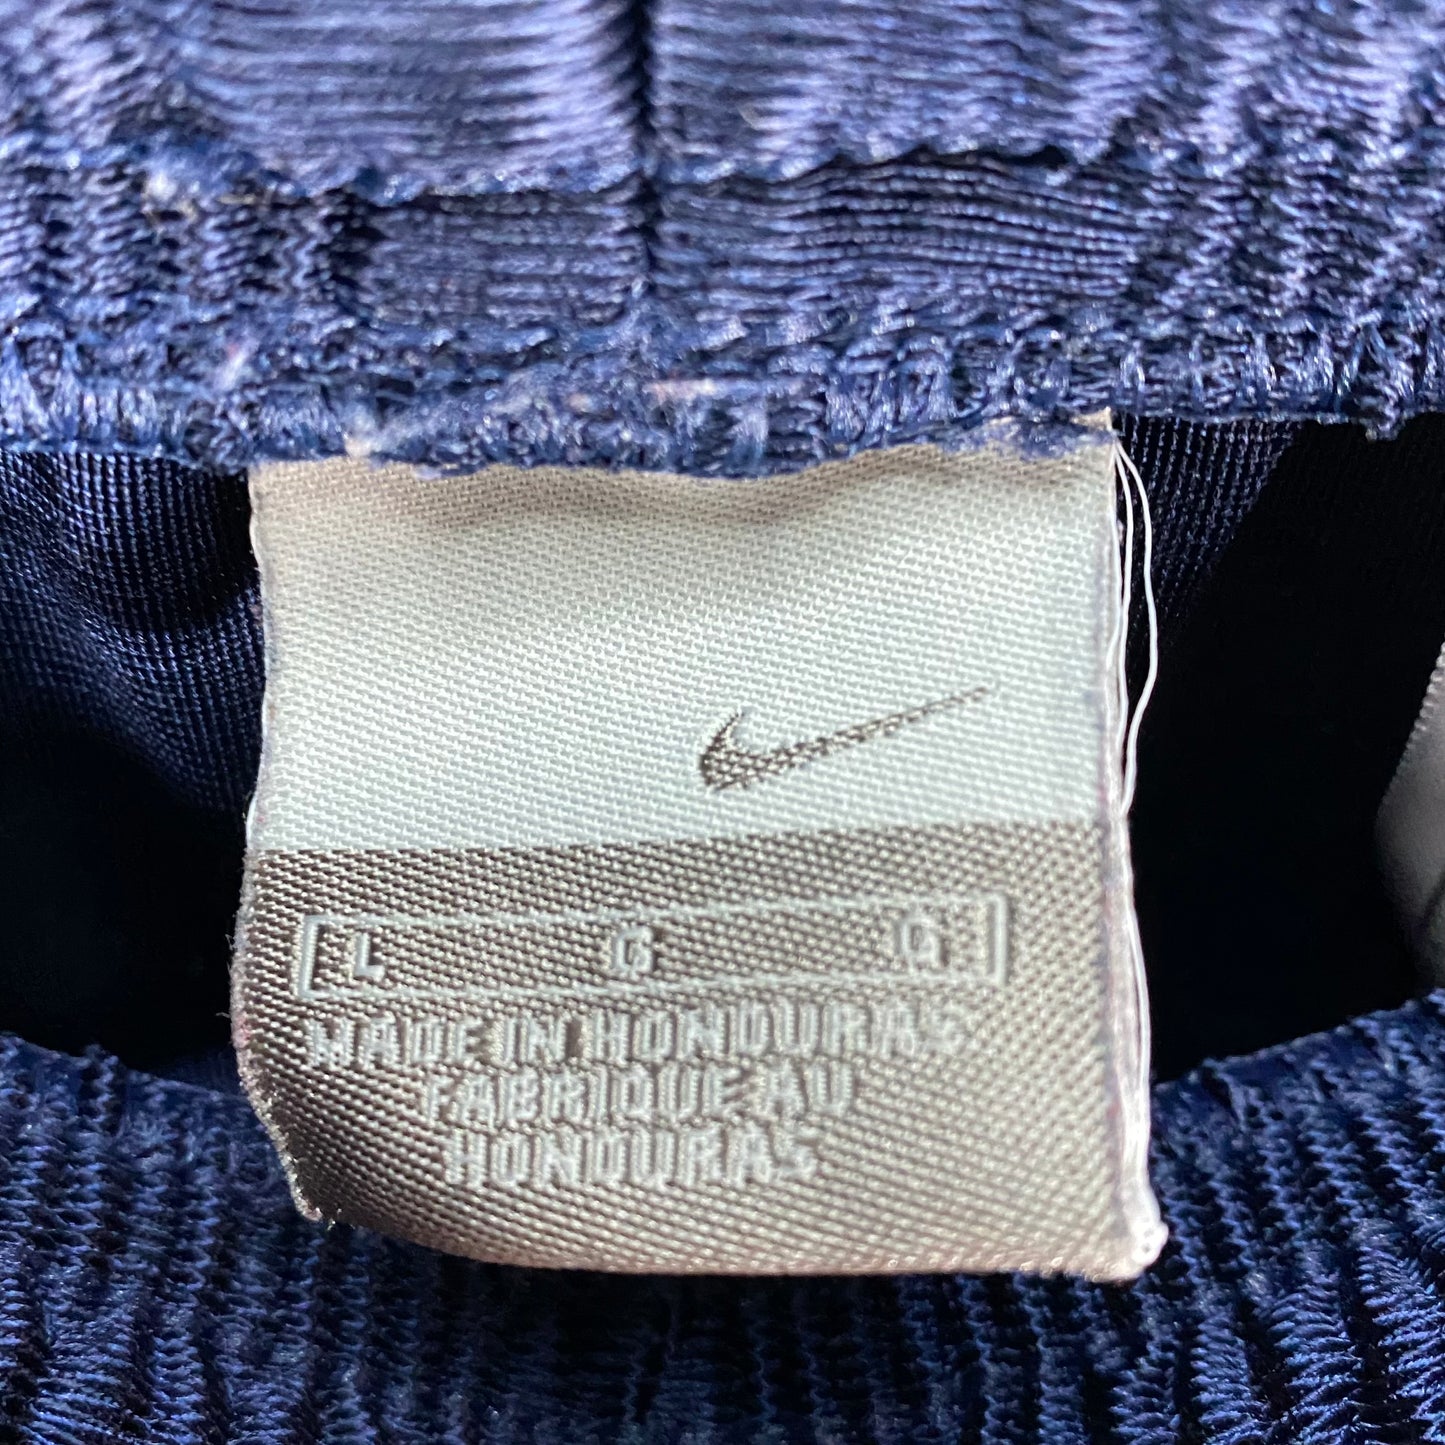 L G G
MADE IN HONDURAS
FABRIQUE AU
HONDURAS